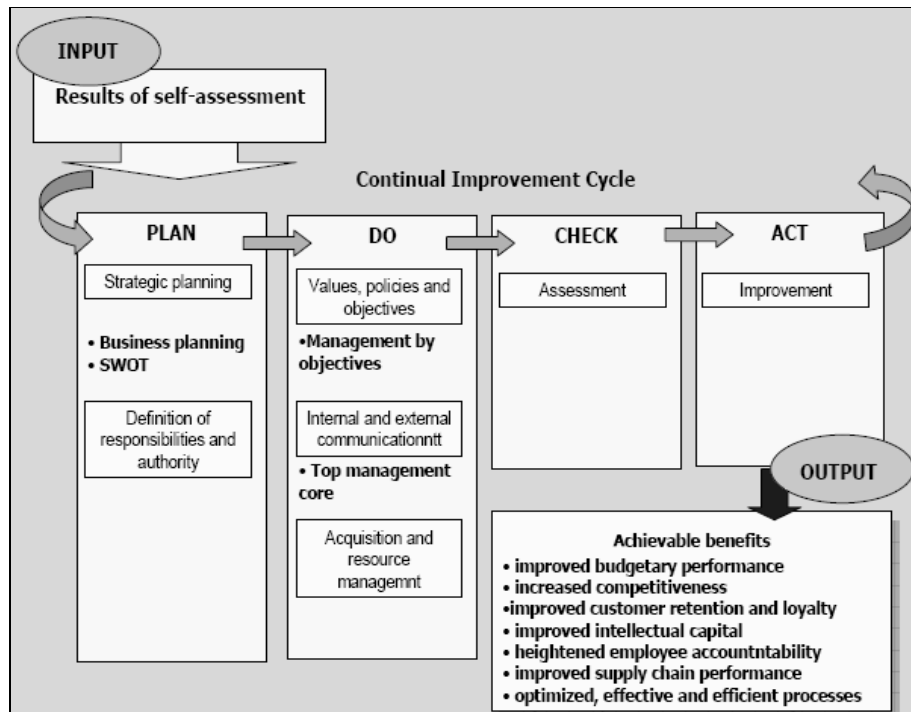 INPUT
Results of self-assessment
Continual Improvement Cycle
PLAN
Strategic planning
• Business planning
• SWOT
Definition of
responsibilities and
authority
DO
Values, policies and
objectives
•Management by
objectives
Internal and external
communicationntt
• Top management
core
Acquisition and
resource
managemnt
CHECK
Assessment
ACT
Improvement
OUTPUT
Achievable benefits
• improved budgetary performance
• increased competitiveness
•improved customer retention and loyalty
• improved intellectual capital
• heightened employee accountntability
• improved supply chain performance
• optimized, effective and efficient processes